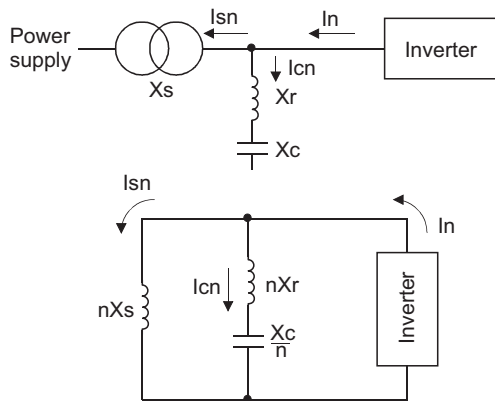 Power
supply
Xs
Isn
In
Icn
Xr
Xc
Inverter
Isn
In
nXs
Icn
nXr
Xc
n
Inverter